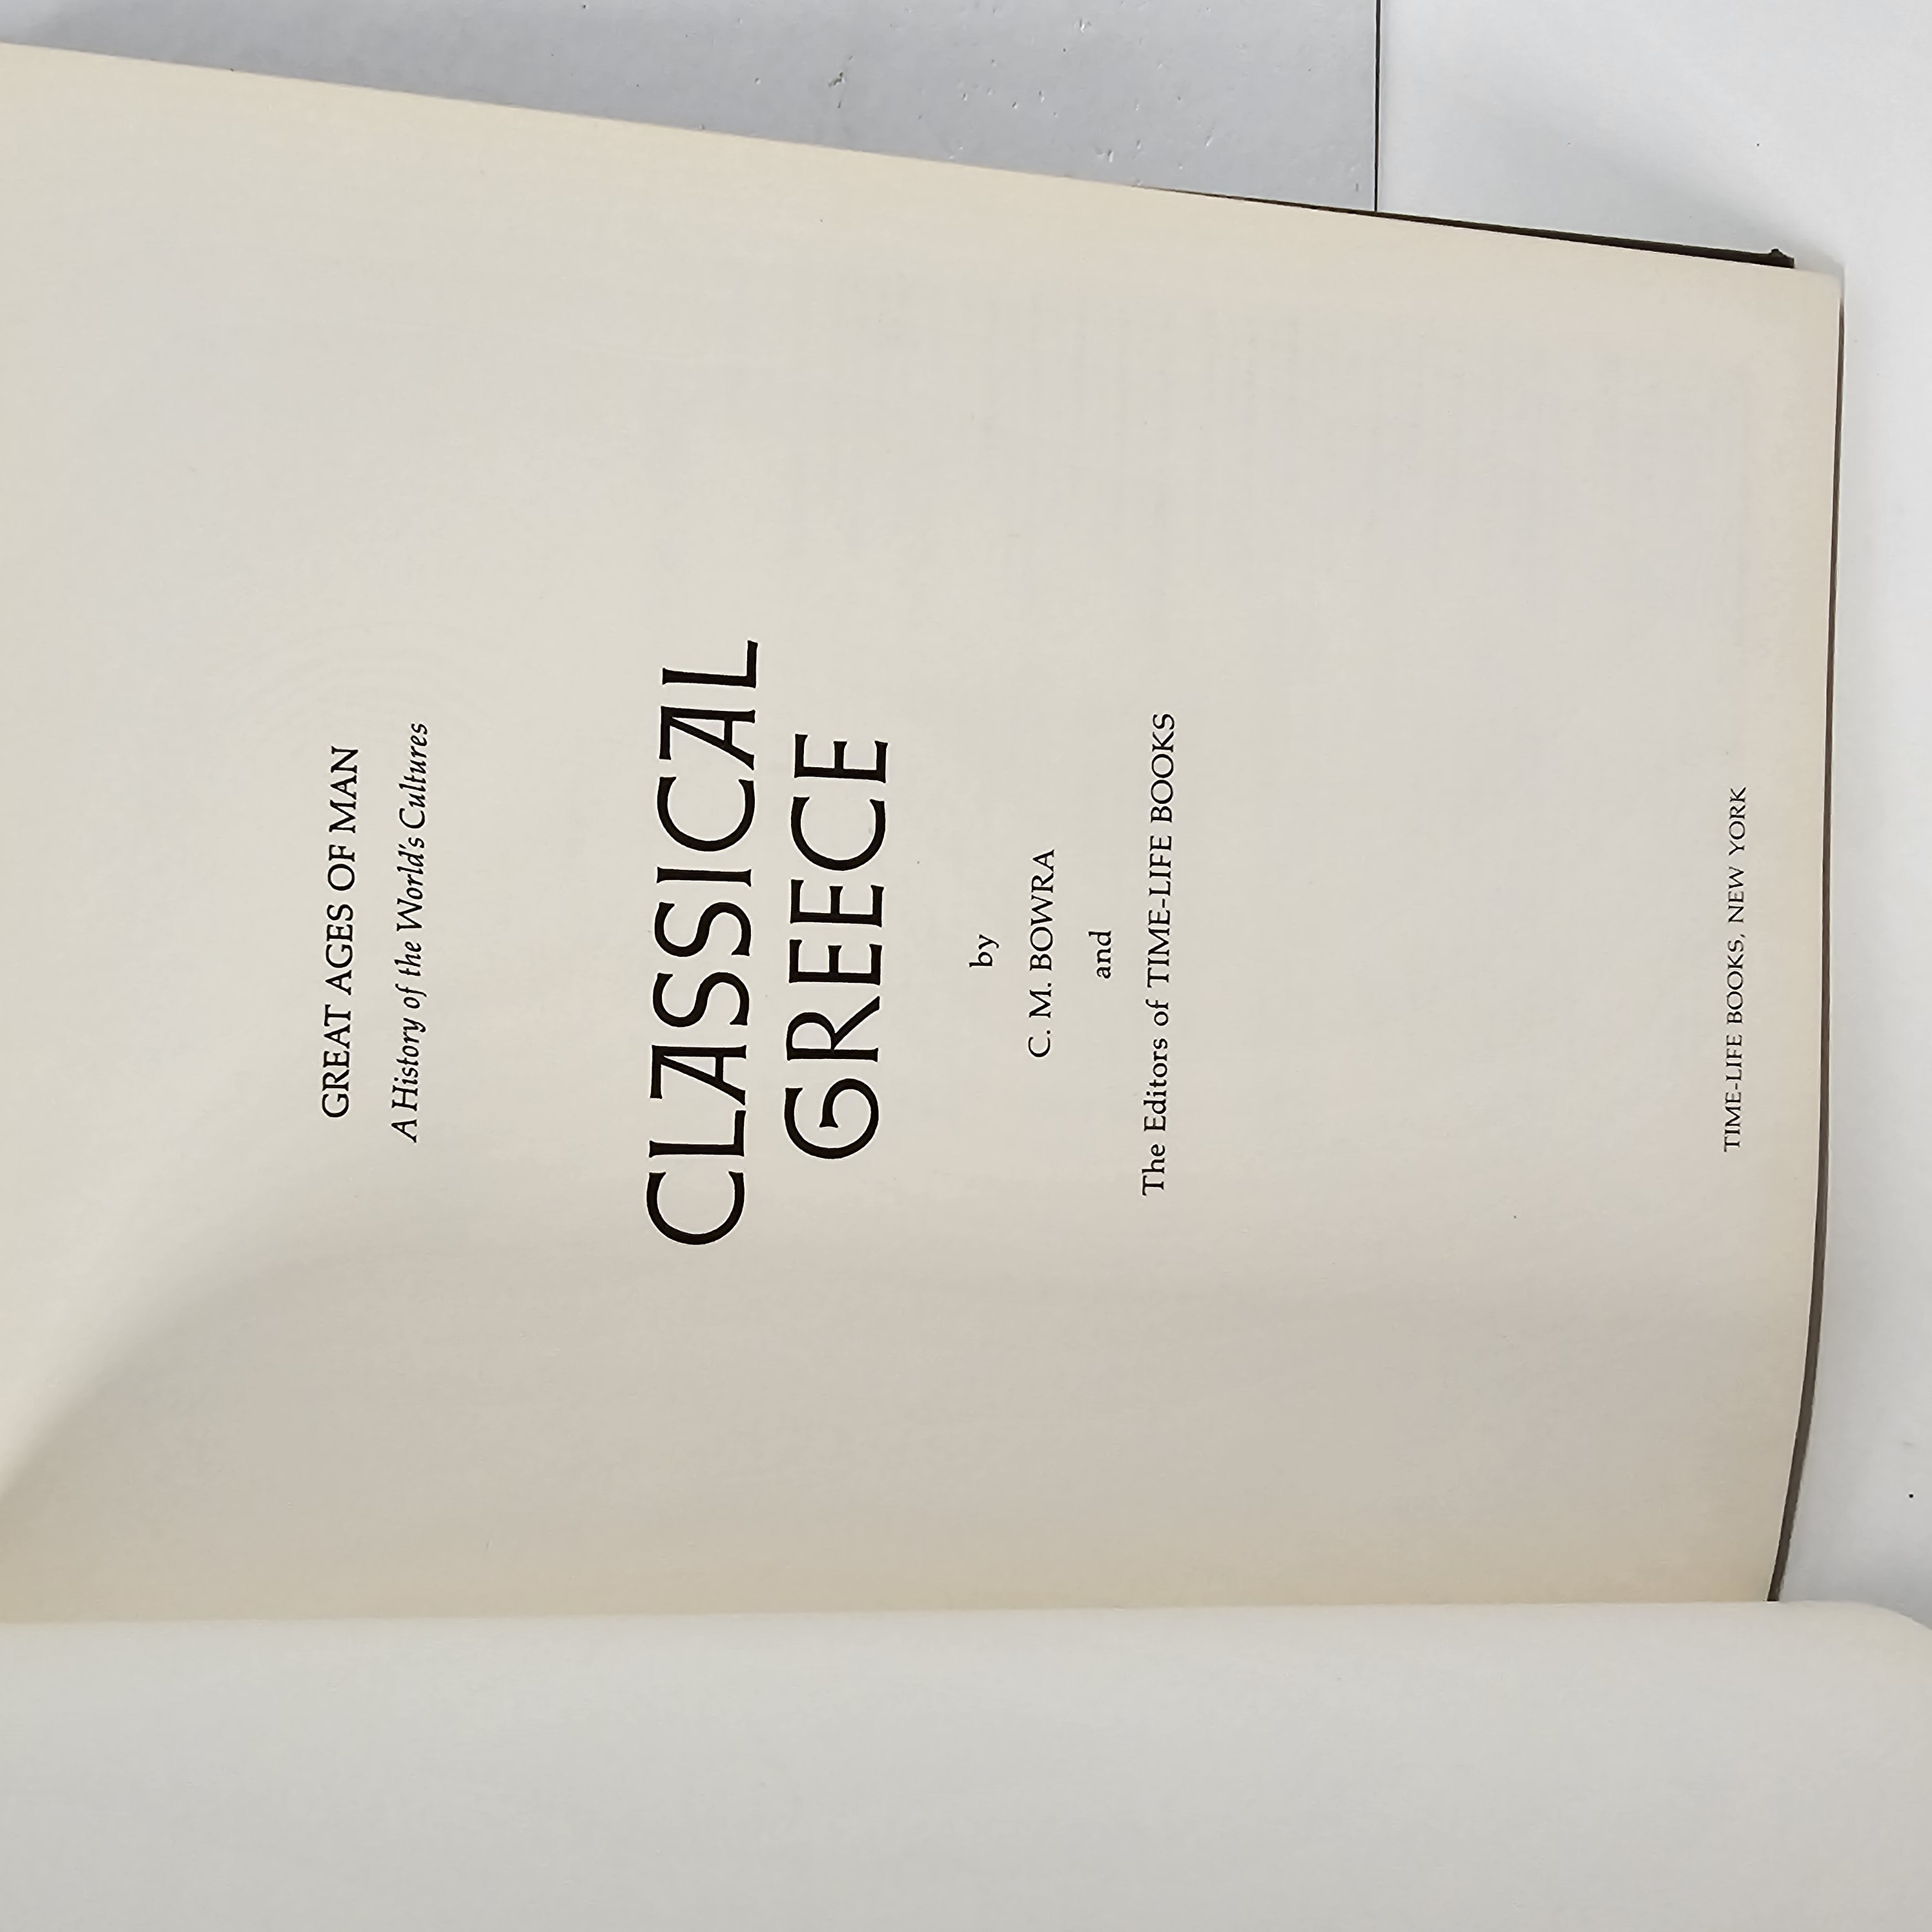 GREAT AGES OF MAN
A History of the World's Cultures
CLASSICAL
GREECE
by
C. M. BOWRA
and
The Editors of TIME-LIFE BOOKS
TIME-LIFE BOOKS, NEW YORK